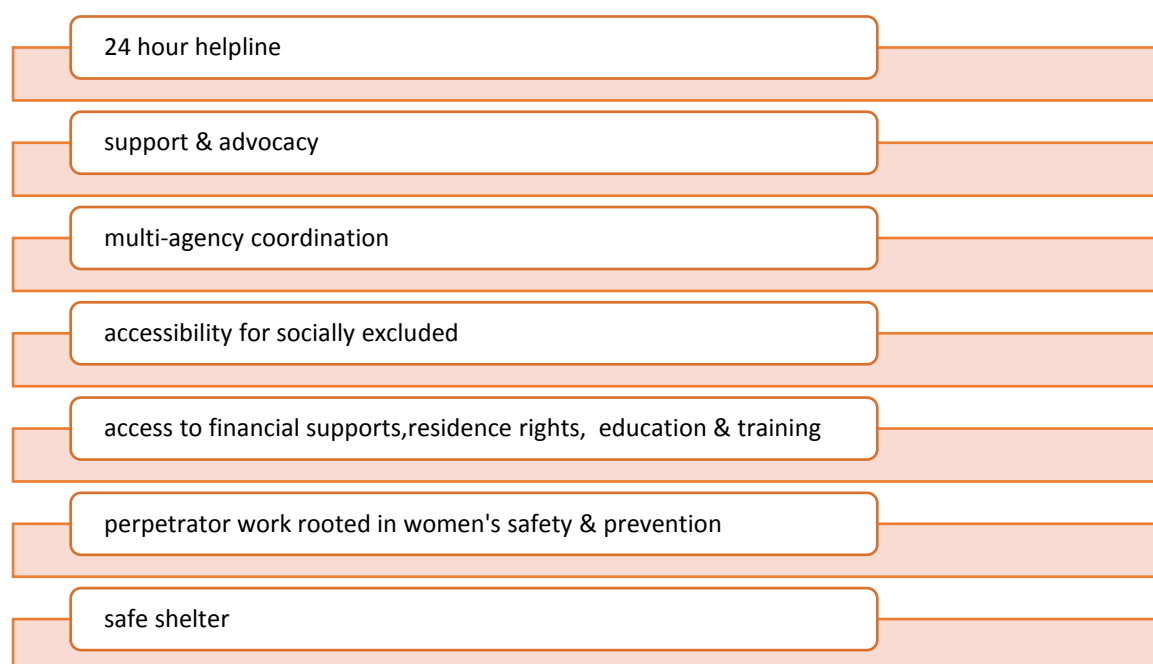 24 hour helpline
support & advocacy
multi-agency coordination
accessibility for socially excluded
access to financial supports,residence rights,  education & training
perpetrator work rooted in women's safety & prevention
safe shelter